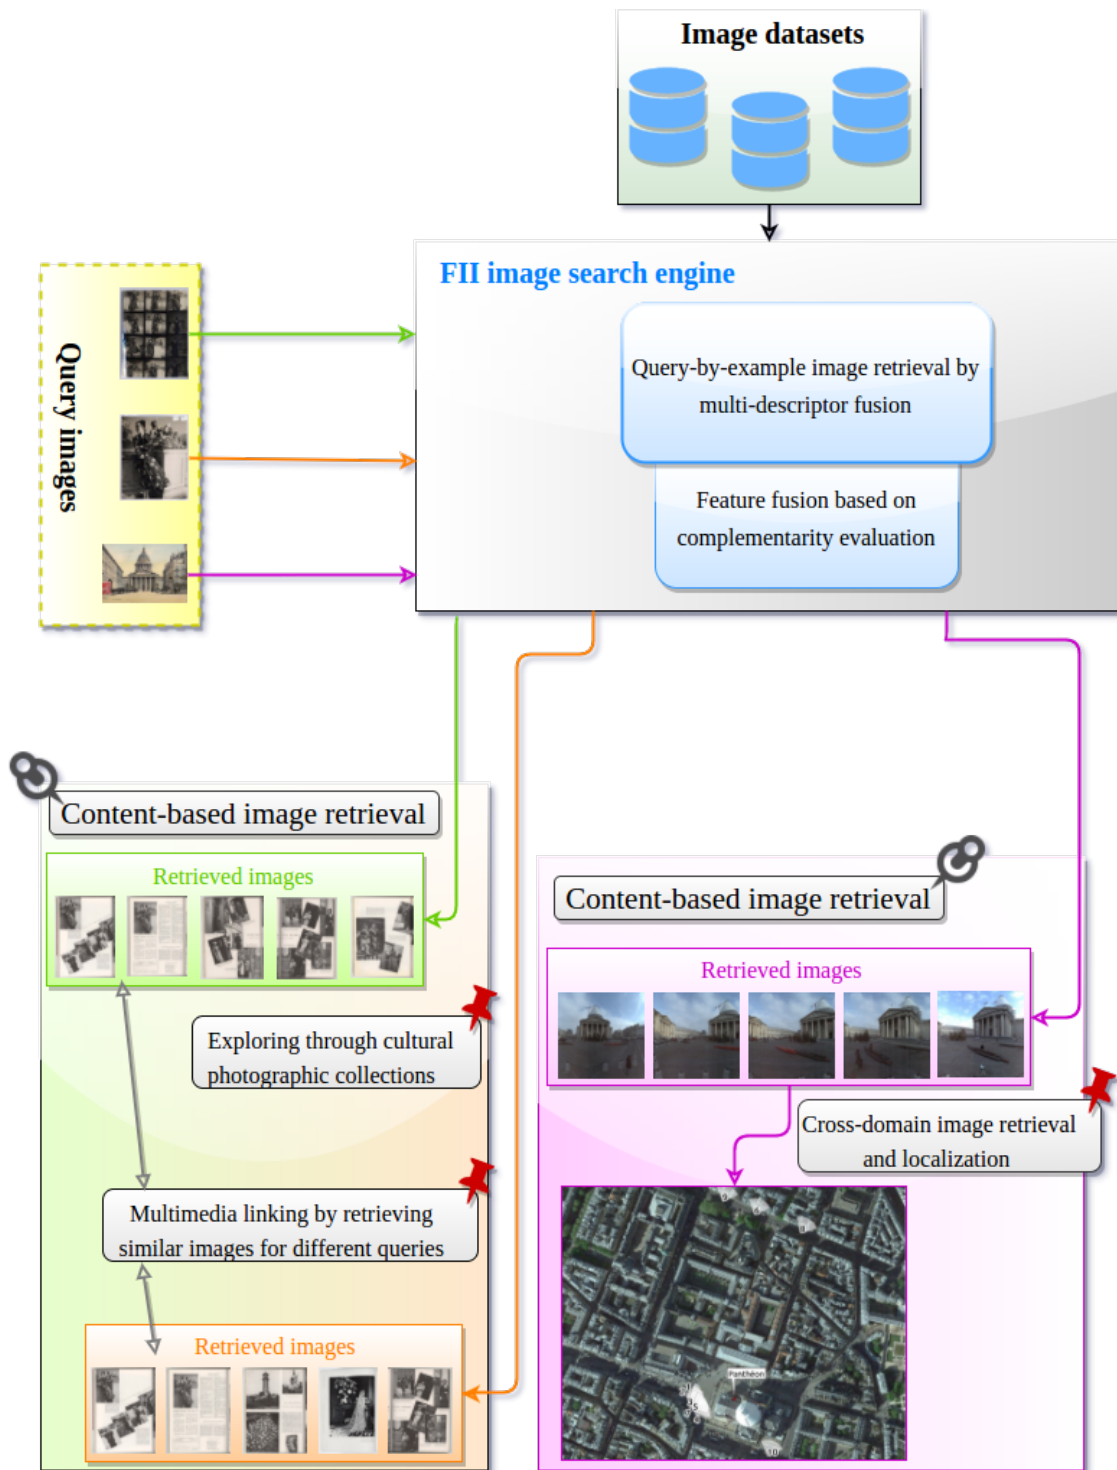 Image datasets
FII image search engine
Query images
Query-by-example image retrieval by
multi-descriptor fusion
Feature fusion based on
complementarity evaluation
Content-based image retrieval
Retrieved images
Exploring through cultural
photographic collections
Multimedia linking by retrieving
similar images for different queries
Retrieved images
Content-based image retrieval
Retrieved images
Cross-domain image retrieval
and localization
Panthéon